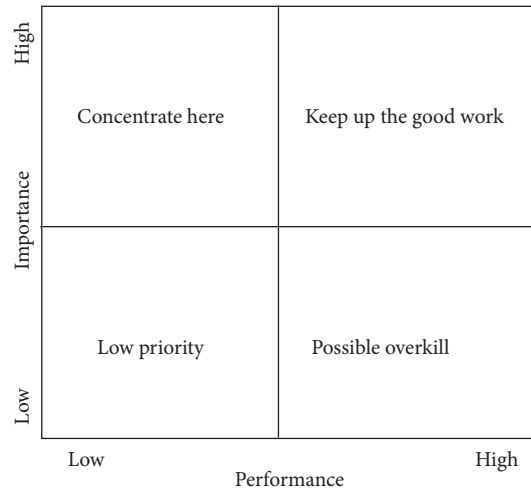 High
Concentrate here
Keep up the good work
Importance
Low priority
Possible overkill
Low
Low
High
Performance